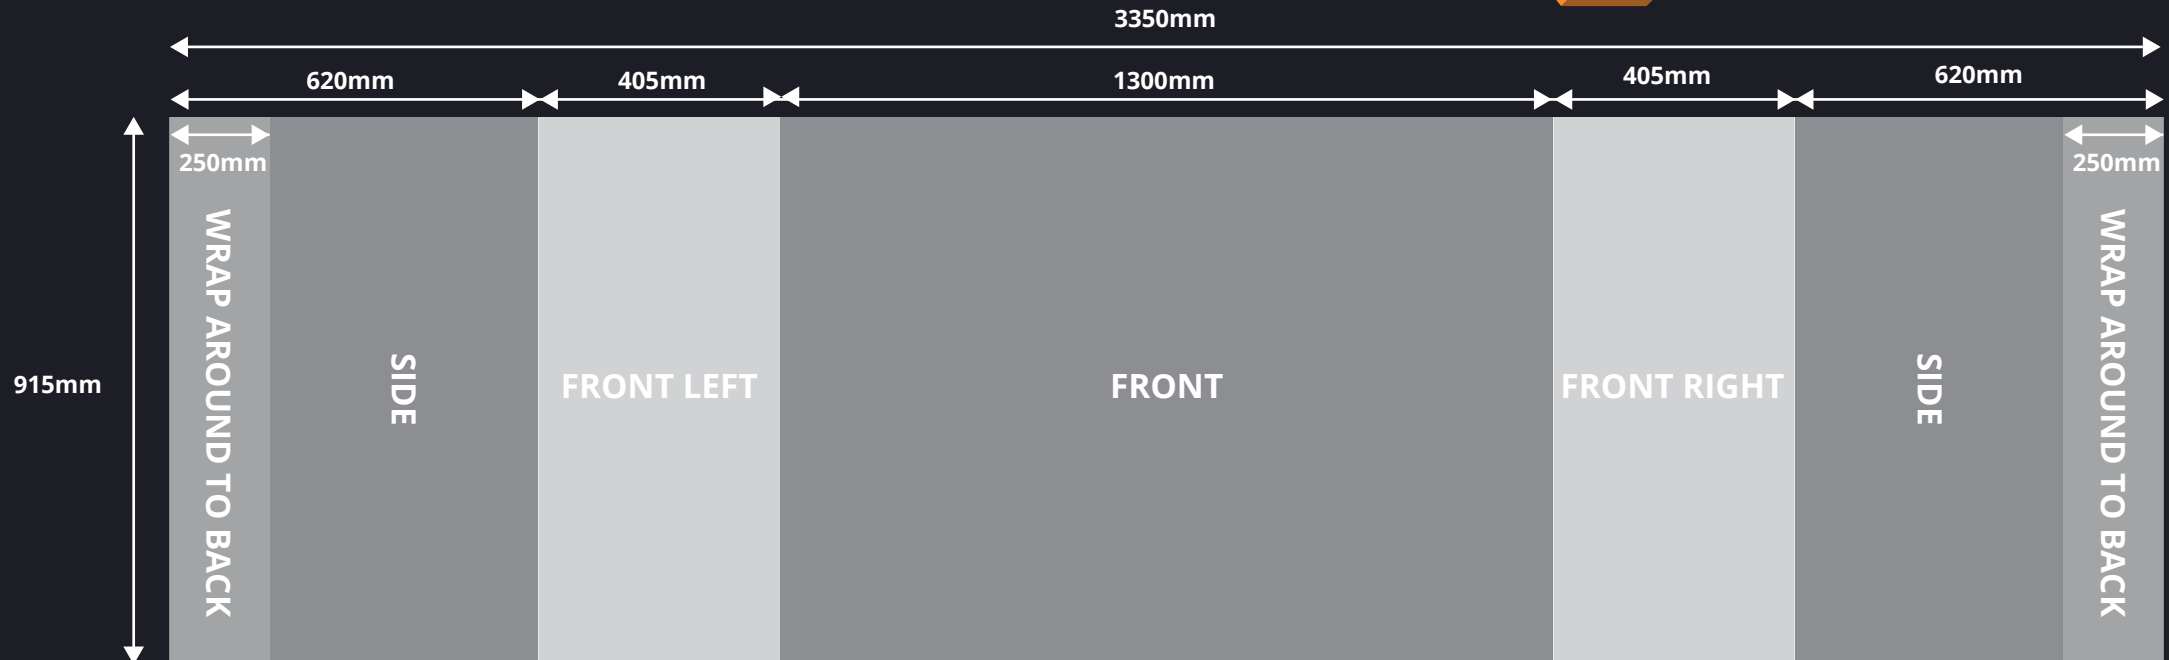 3350mm
620mm
405mm
1300mm
405mm
620mm
250mm
250mm
915mm
WRAP AROUND TO BACK
SIDE
FRONT LEFT
FRONT
FRONT RIGHT
SIDE
WRAP AROUND TO BACK